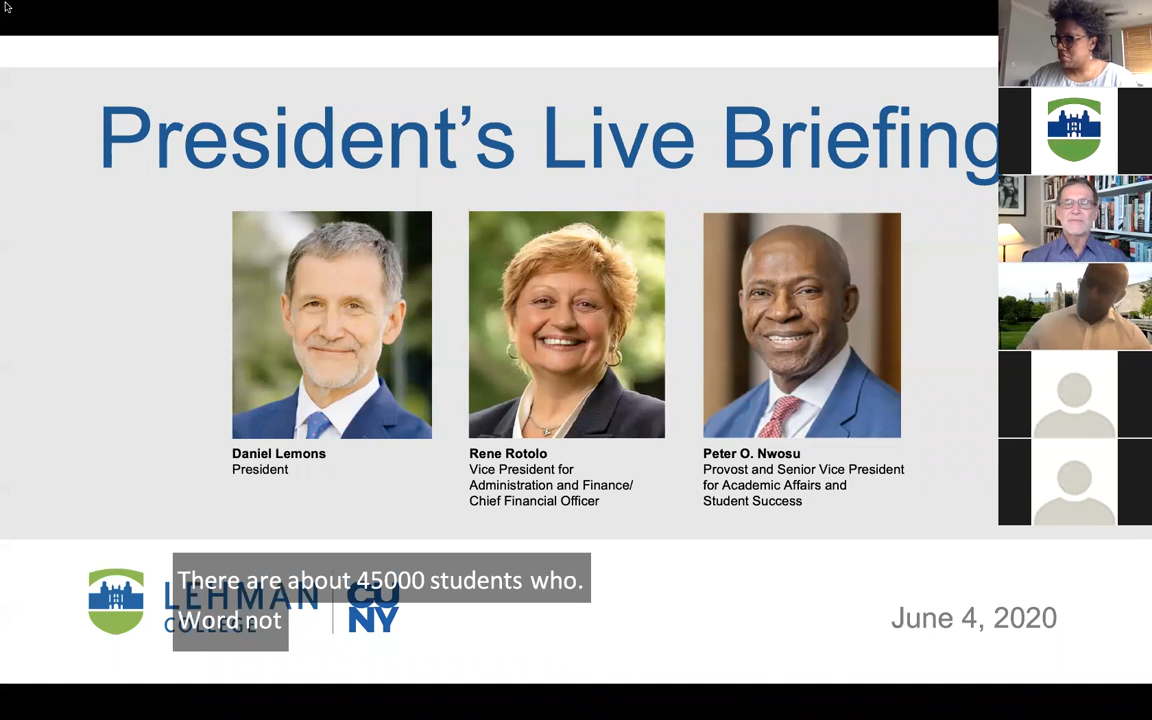 President’s Live Briefing
Daniel Lemons
President
Rene Rotolo
Vice President for
Administration and Finance/
Chief Financial Officer
Peter O. Nwosu
Provost and Senior Vice President
for Academic Affairs and
Student Success
There are about 45000 students who.
Word not
LEHMAN
COLLEGE
CU
NY
June 4, 2020